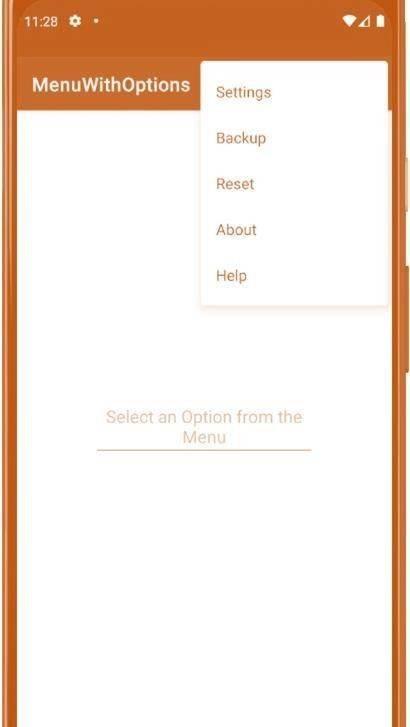 11:28
MenuWithOptions
Settings
Backup
Reset
About
Help
Select an Option from the
Menu